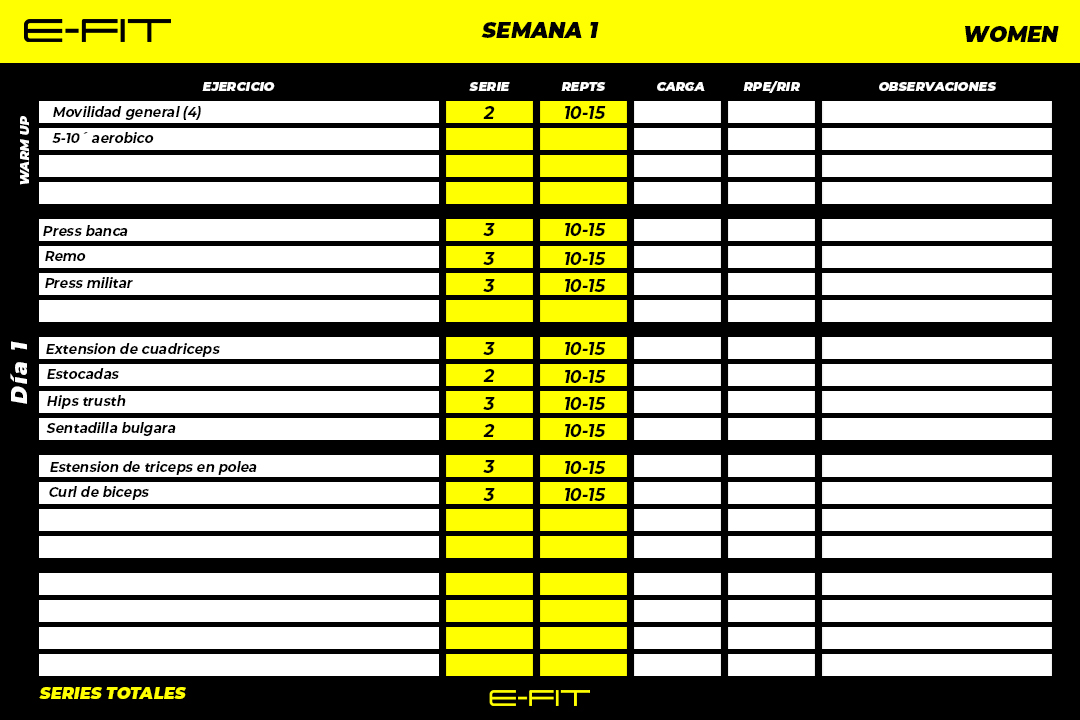 E-FIT SEMANA 1 WOMEN
EJERCICIO SERIE REPTS CARGA RPE/RIR OBSERVACIONES
WARM UP
Movilidad general (4) 2 10-15
5-10´ aerobico
Press banca 3 10-15
Remo 3 10-15
Press militar 3 10-15
Día 1
Extension de cuadriceps 3 10-15
Estocadas 2 10-15
Hips trusth 3 10-15
Sentadilla bulgara 2 10-15
Estension de triceps en polea 3 10-15
Curl de biceps 3 10-15
SERIES TOTALES E-FIT